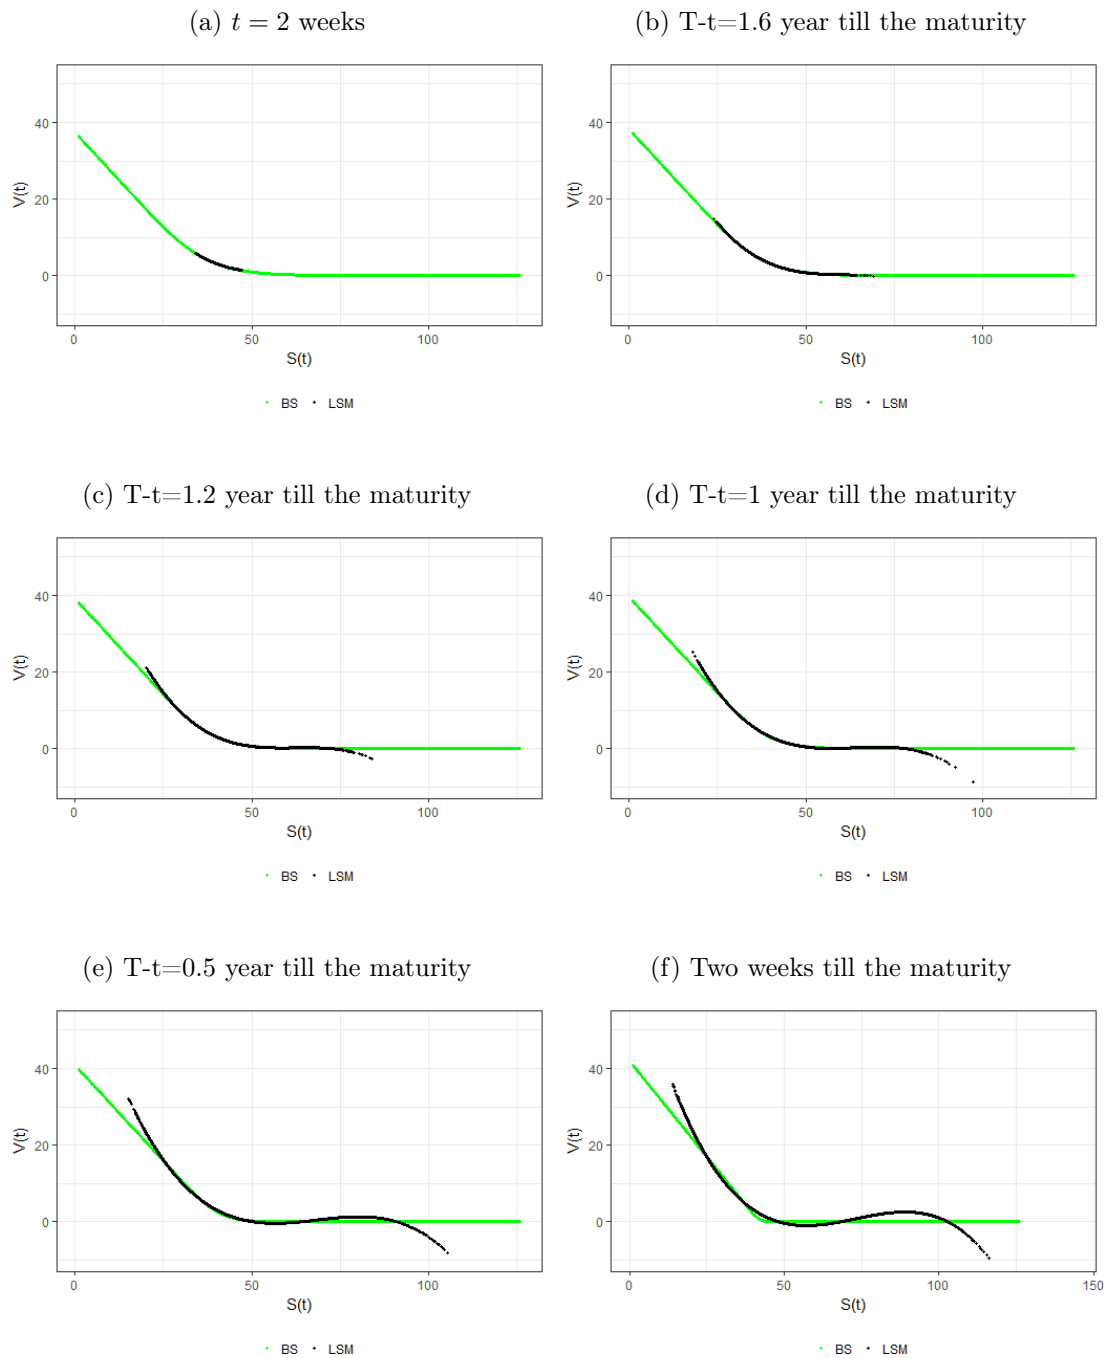 (a) t = 2 weeks
(b) T-t=1.6 year till the maturity
40
20
0
V(t)
0 50 100
S(t)
BS LSM
40
20
0
V(t)
0 50 100
S(t)
BS LSM
(c) T-t=1.2 year till the maturity
(d) T-t=1 year till the maturity
40
20
0
V(t)
0 50 100
S(t)
BS LSM
40
20
0
V(t)
0 50 100
S(t)
BS LSM
(e) T-t=0.5 year till the maturity
(f) Two weeks till the maturity
40
20
0
V(t)
0 50 100
S(t)
BS LSM
40
20
0
V(t)
0 50 100 150
S(t)
BS LSM